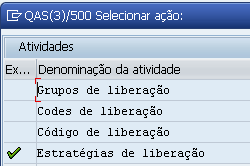 QAS(3)/500 Selecionar ação:
Atividades
Ex... Denominação da atividade
Grupos de liberação
Codes de liberação
Código de liberação
Estratégias de liberação